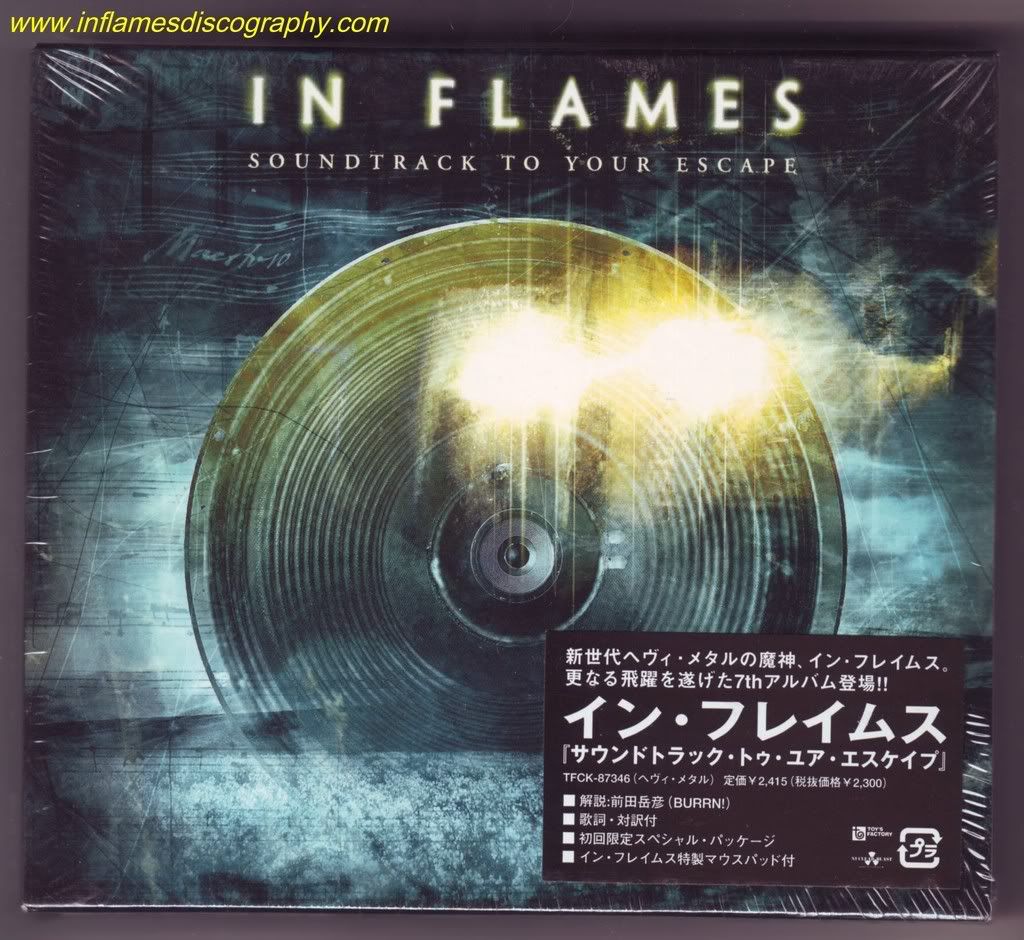 www.inflamesdiscography.com
IN FLAMES
SOUNDTRACK TO YOUR ESCAPE
新世代ヘヴィ・メタルの魔神、イン・フレイムス。
更なる飛躍を遂げた7thアルバム登場!!
イン・フレイムス
『サウンドトラック・トゥ・ユア・エスケイプ』
TFCK-87346（ヘヴィ・メタル） 定価￥2,415（税抜価格￥2,300）
■ 解説:前田岳彦（BURRN!）
■ 歌詞・対訳付
■ 初回限定スペシャル・パッケージ
■ イン・フレイムス特製マウスパッド付
TOY'S
FACTORY
NUCLEAR BLAST
プラ